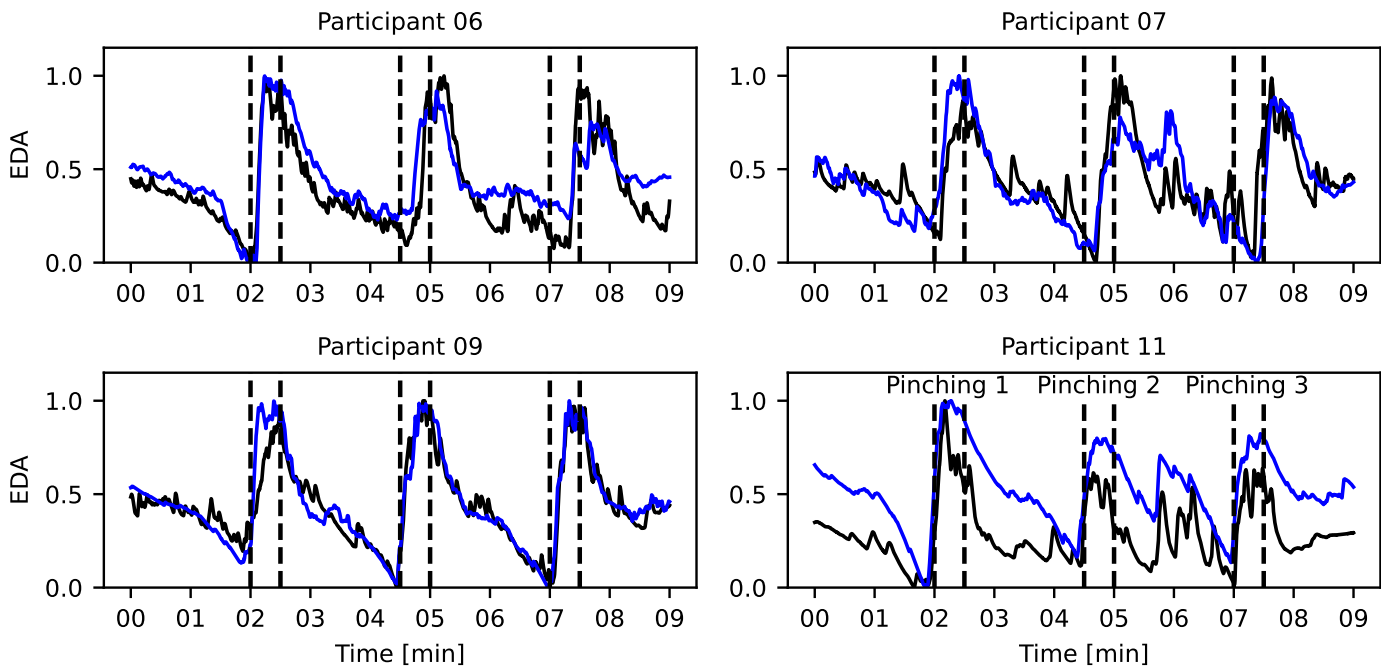 Participant 06
EDA
1.0
0.5
0.0
00 01 02 03 04 05 06 07 08 09
Participant 07
1.0
0.5
0.0
00 01 02 03 04 05 06 07 08 09
Participant 09
EDA
1.0
0.5
0.0
00 01 02 03 04 05 06 07 08 09
Time [min]
Participant 11
Pinching 1 Pinching 2 Pinching 3
1.0
0.5
0.0
00 01 02 03 04 05 06 07 08 09
Time [min]